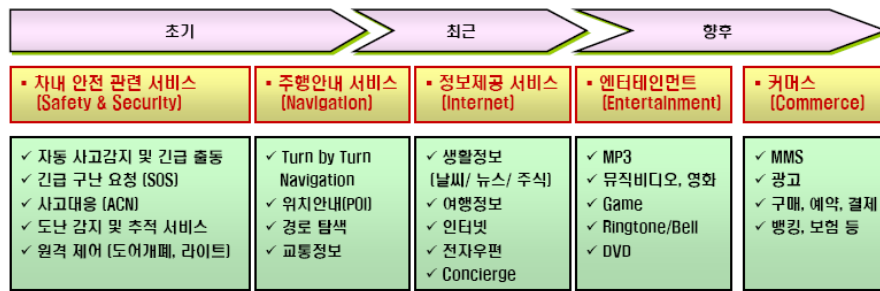 초기
최근
향후
▪ 차내 안전 관련 서비스
(Safety & Security)
▪ 주행안내 서비스
(Navigation)
▪ 정보제공 서비스
(Internet)
▪ 엔터테인먼트
(Entertainment)
▪ 커머스
(Commerce)
✓ 자동 사고감지 및 긴급 출동
✓ 긴급 구난 요청 (SOS)
✓ 사고대응 (ACN)
✓ 도난 감지 및 추적 서비스
✓ 원격 제어 (도어개폐, 라이트)
✓ Turn by Turn
Navigation
✓ 위치안내(POI)
✓ 경로 탐색
✓ 교통정보
✓ 생활정보
(날씨/ 뉴스/ 주식)
✓ 여행정보
✓ 인터넷
✓ 전자우편
✓ Concierge
✓ MP3
✓ 뮤직비디오, 영화
✓ Game
✓ Ringtone/Bell
✓ DVD
✓ MMS
✓ 광고
✓ 구매, 예약, 결제
✓ 뱅킹, 보험 등